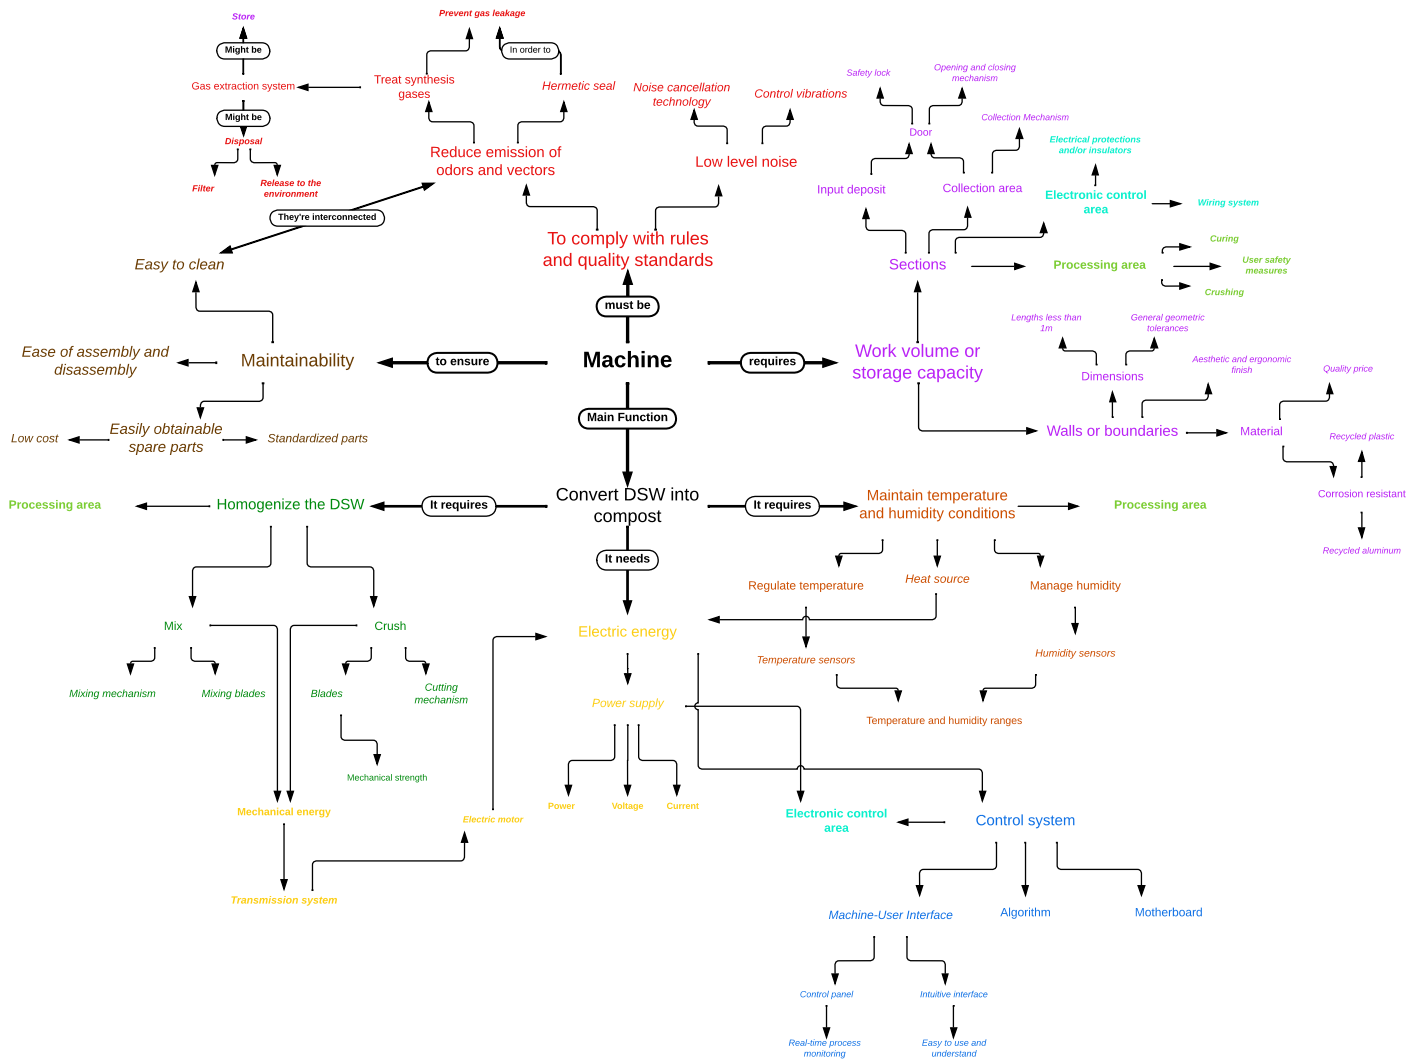 Store
Might be
Gas extraction system
Might be
Disposal
Filter
Release to the
environment
Prevent gas leakage
In order to
Treat synthesis
gases
Hermetic seal
Reduce emission of
odors and vectors
They're interconnected
Noise cancellation
technology
Control vibrations
Low level noise
To comply with rules
and quality standards
must be
Safety lock
Opening and closing
mechanism
Door
Collection Mechanism
Input deposit
Collection area
Electrical protections
and/or insulators
Electronic control
area
Wiring system
Sections
Processing area
Curing
User safety
measures
Crushing
Easy to clean
Ease of assembly and
disassembly
Maintainability
to ensure
Machine
requires
Work volume or
storage capacity
Lengths less than
1m
General geometric
tolerances
Dimensions
Aesthetic and ergonomic
finish
Quality price
Walls or boundaries
Material
Recycled plastic
Corrosion resistant
Recycled aluminum
Low cost
Easily obtainable
spare parts
Standardized parts
Main Function
Processing area
Homogenize the DSW
It requires
Convert DSW into
compost
It requires
Maintain temperature
and humidity conditions
Processing area
It needs
Regulate temperature
Heat source
Manage humidity
Mix
Crush
Electric energy
Temperature sensors
Humidity sensors
Mixing mechanism
Mixing blades
Blades
Cutting
mechanism
Power supply
Temperature and humidity ranges
Mechanical strength
Mechanical energy
Electric motor
Power
Voltage
Current
Electronic control
area
Control system
Transmission system
Machine-User Interface
Algorithm
Motherboard
Control panel
Intuitive interface
Real-time process
monitoring
Easy to use and
understand